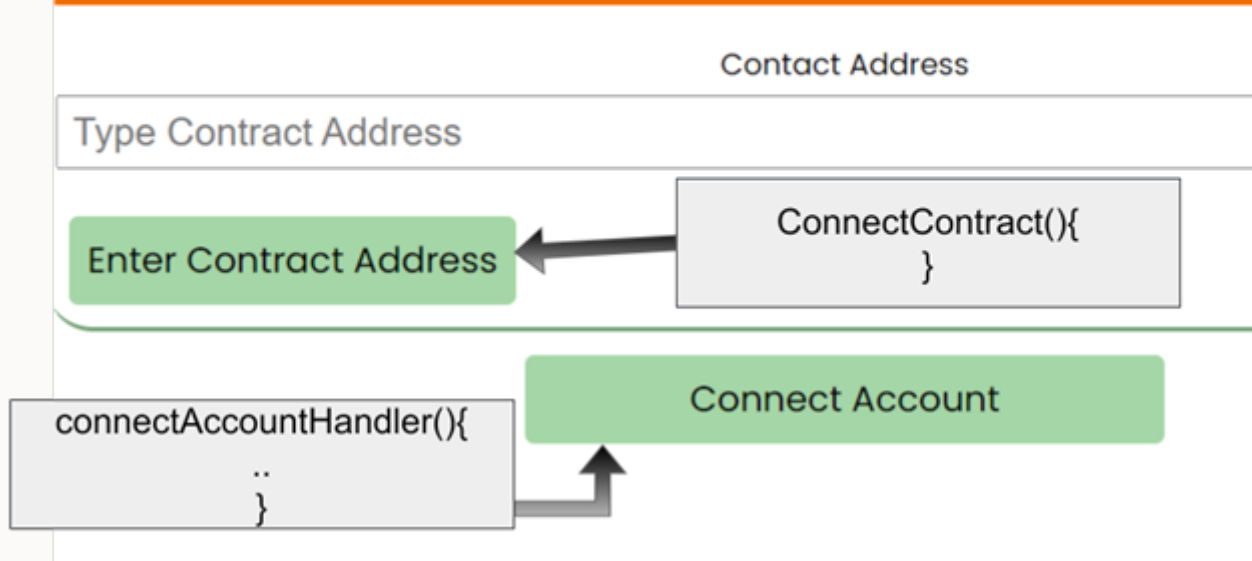 Contact Address
Type Contract Address
Enter Contract Address
ConnectContract(){
}
Connect Account
connectAccountHandler(){
..
}